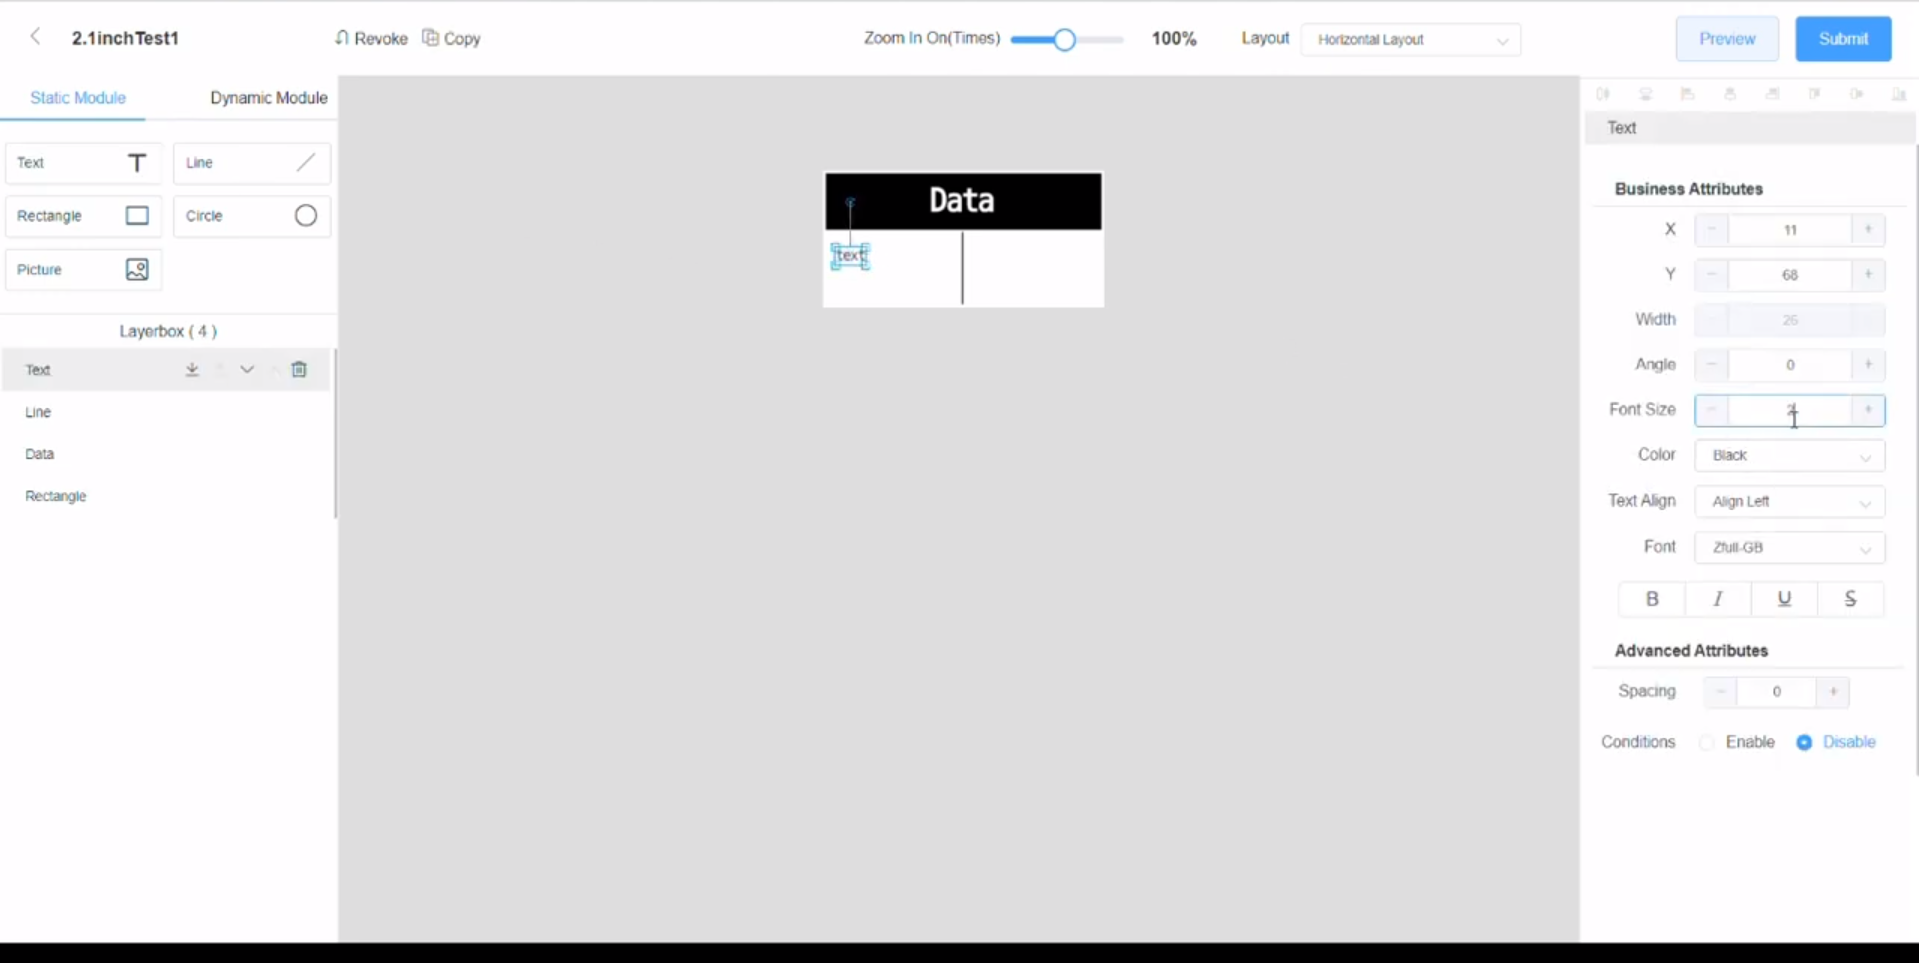 2.1inchTest1
Revoke
Copy
Zoom In On(Times)
100%
Layout
Horizontal Layout
Preview
Submit
Static Module
Dynamic Module
Text
Line
Rectangle
Circle
Picture
Layerbox ( 4 )
Text
Line
Data
Rectangle
Data
text
Text
Business Attributes
X - 11 +
Y - 68 +
Width 26
Angle - 0 +
Font Size - 2 +
Color Black
Text Align Align Left
Font Zfull-GB
B I U S
Advanced Attributes
Spacing - 0 +
Conditions Enable Disable